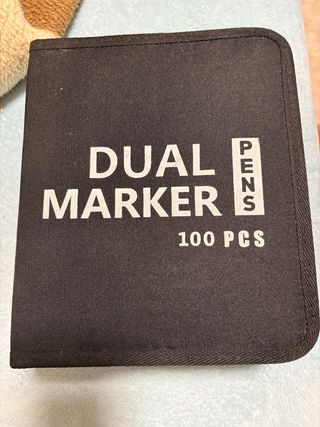 DUAL
MARKER
PENS
100 PCS